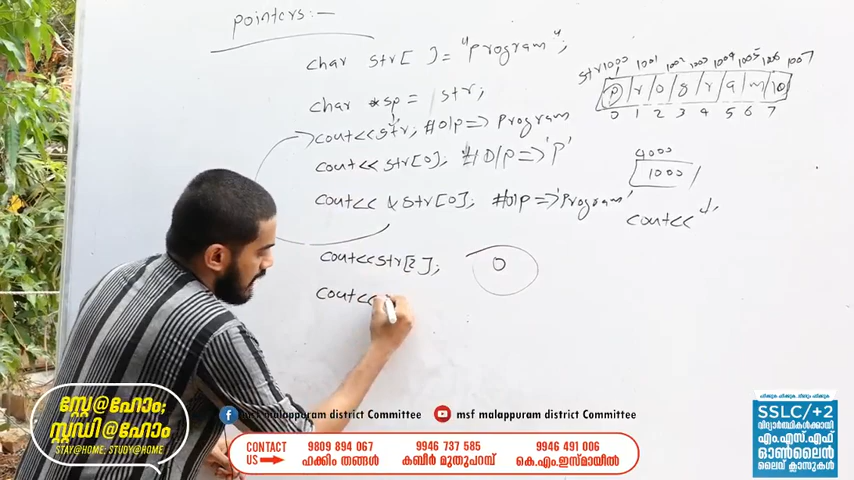 pointers:-
char str[ ] = "program";
char *sp = str;
cout<<str; #O/p=> Program
cout<<str[0]; #O/p=>'P'
cout<< &str[0]; #O/p=>'Program'
cout<<str[2]; O
cout<<
str 1000 1001 1002 1003 1004 1005 1006 1007
P r o g r a m \0
0 1 2 3 4 5 6 7
4000
1000
cout<<
സ്റ്റേ@ഹോം;
സ്റ്റഡി@ഹോം
STAY@HOME; STUDY@HOME
malappuram district Committee
msf malappuram district Committee
CONTACT US
9809 894 067
ഹക്കിം തങ്ങൾ
9946 737 585
കബീർ മുതുപറമ്പ്
9946 491 006
കെ.എം.ഇസ്മായീൽ
SSLC/+2
വിദ്യാർത്ഥികൾക്കായി
എം.എസ്.എഫ്
ഓൺലൈൻ
ലൈവ് ക്ലാസുകൾ